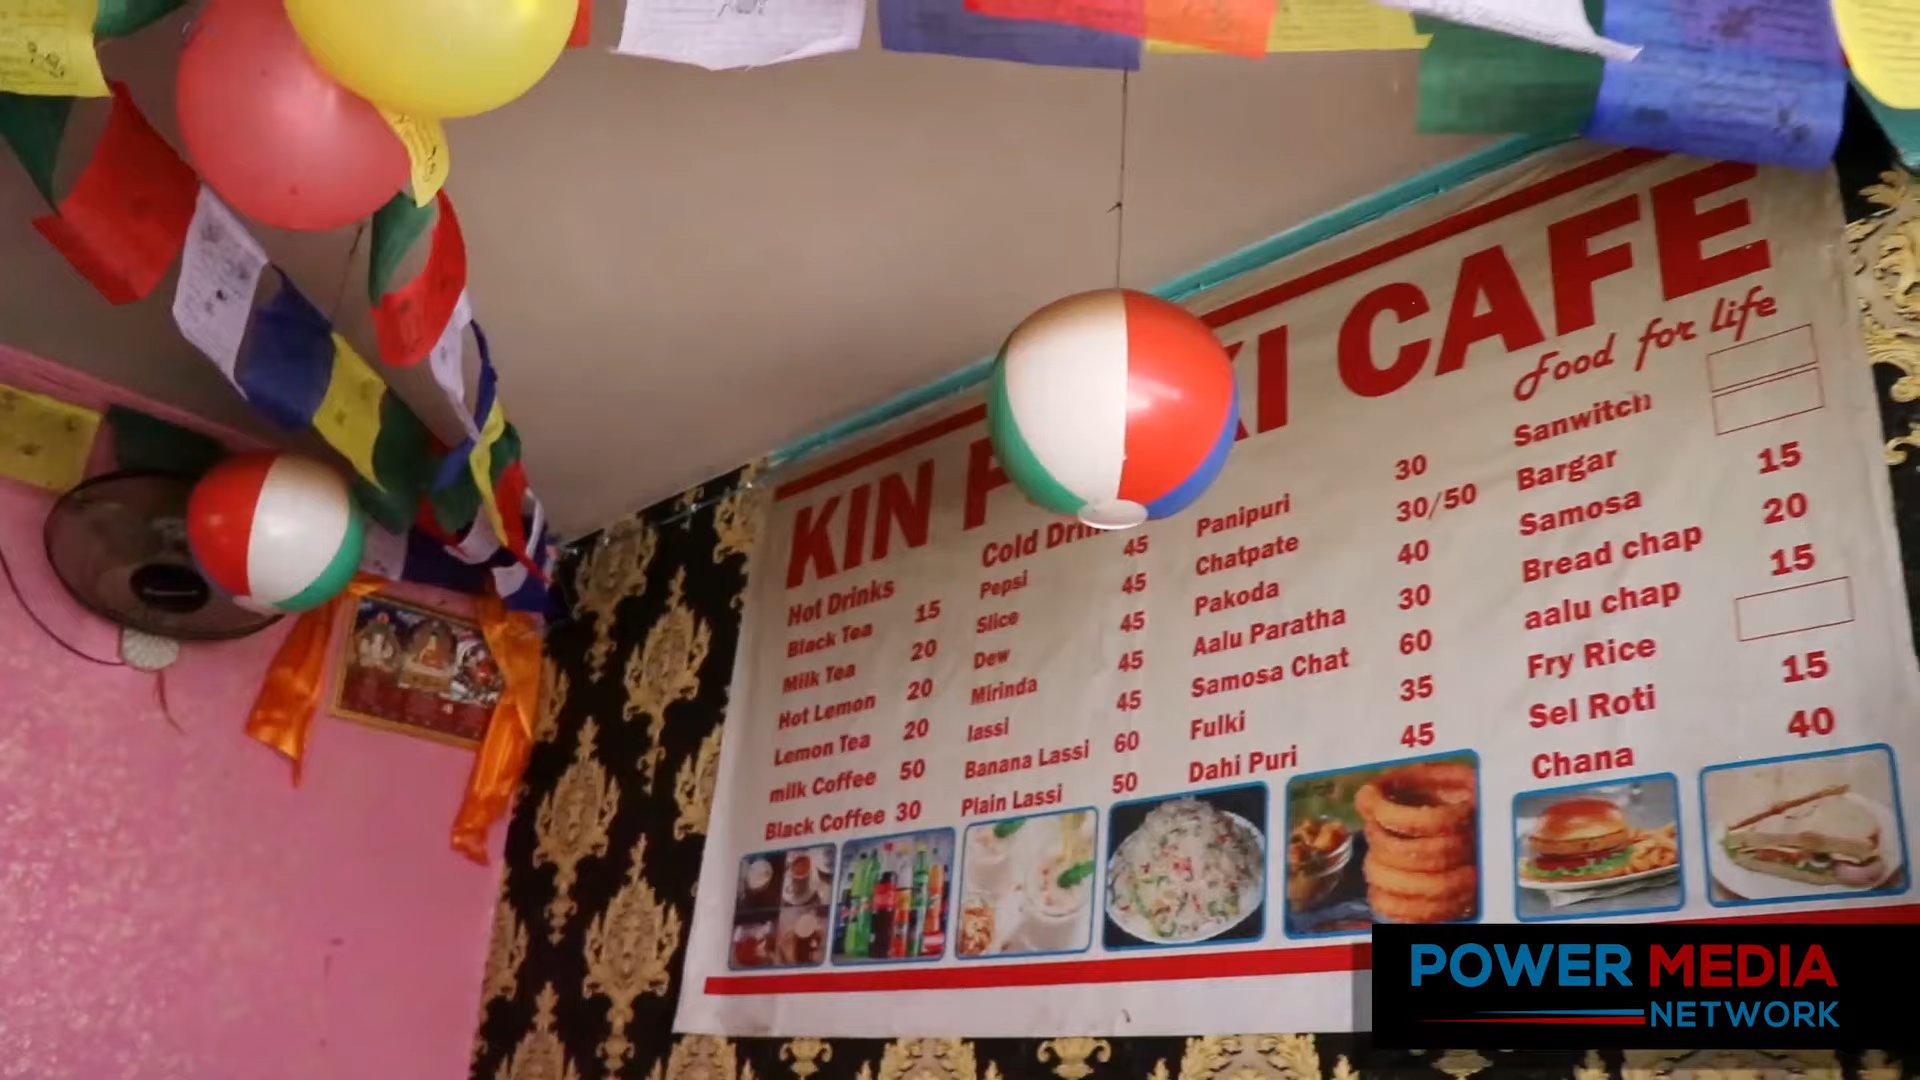 KIN CAFE
Food for life
Hot Drinks
Black Tea 15
Milk Tea 20
Hot Lemon 20
Lemon Tea 20
milk Coffee 50
Black Coffee 30
Cold
Pepsi 45
Slice 45
Dew 45
Mirinda 45
lassi 45
Banana Lassi 60
Plain Lassi 50
Panipuri 30
Chatpate 30/50
Pakoda 40
Aalu Paratha 30
Samosa Chat 60
Fulki 35
Dahi Puri 45
Sanwitch
Bargar
Samosa 15
Bread chap 20
aalu chap 15
Fry Rice
Sel Roti 15
Chana 40
POWER MEDIA
NETWORK